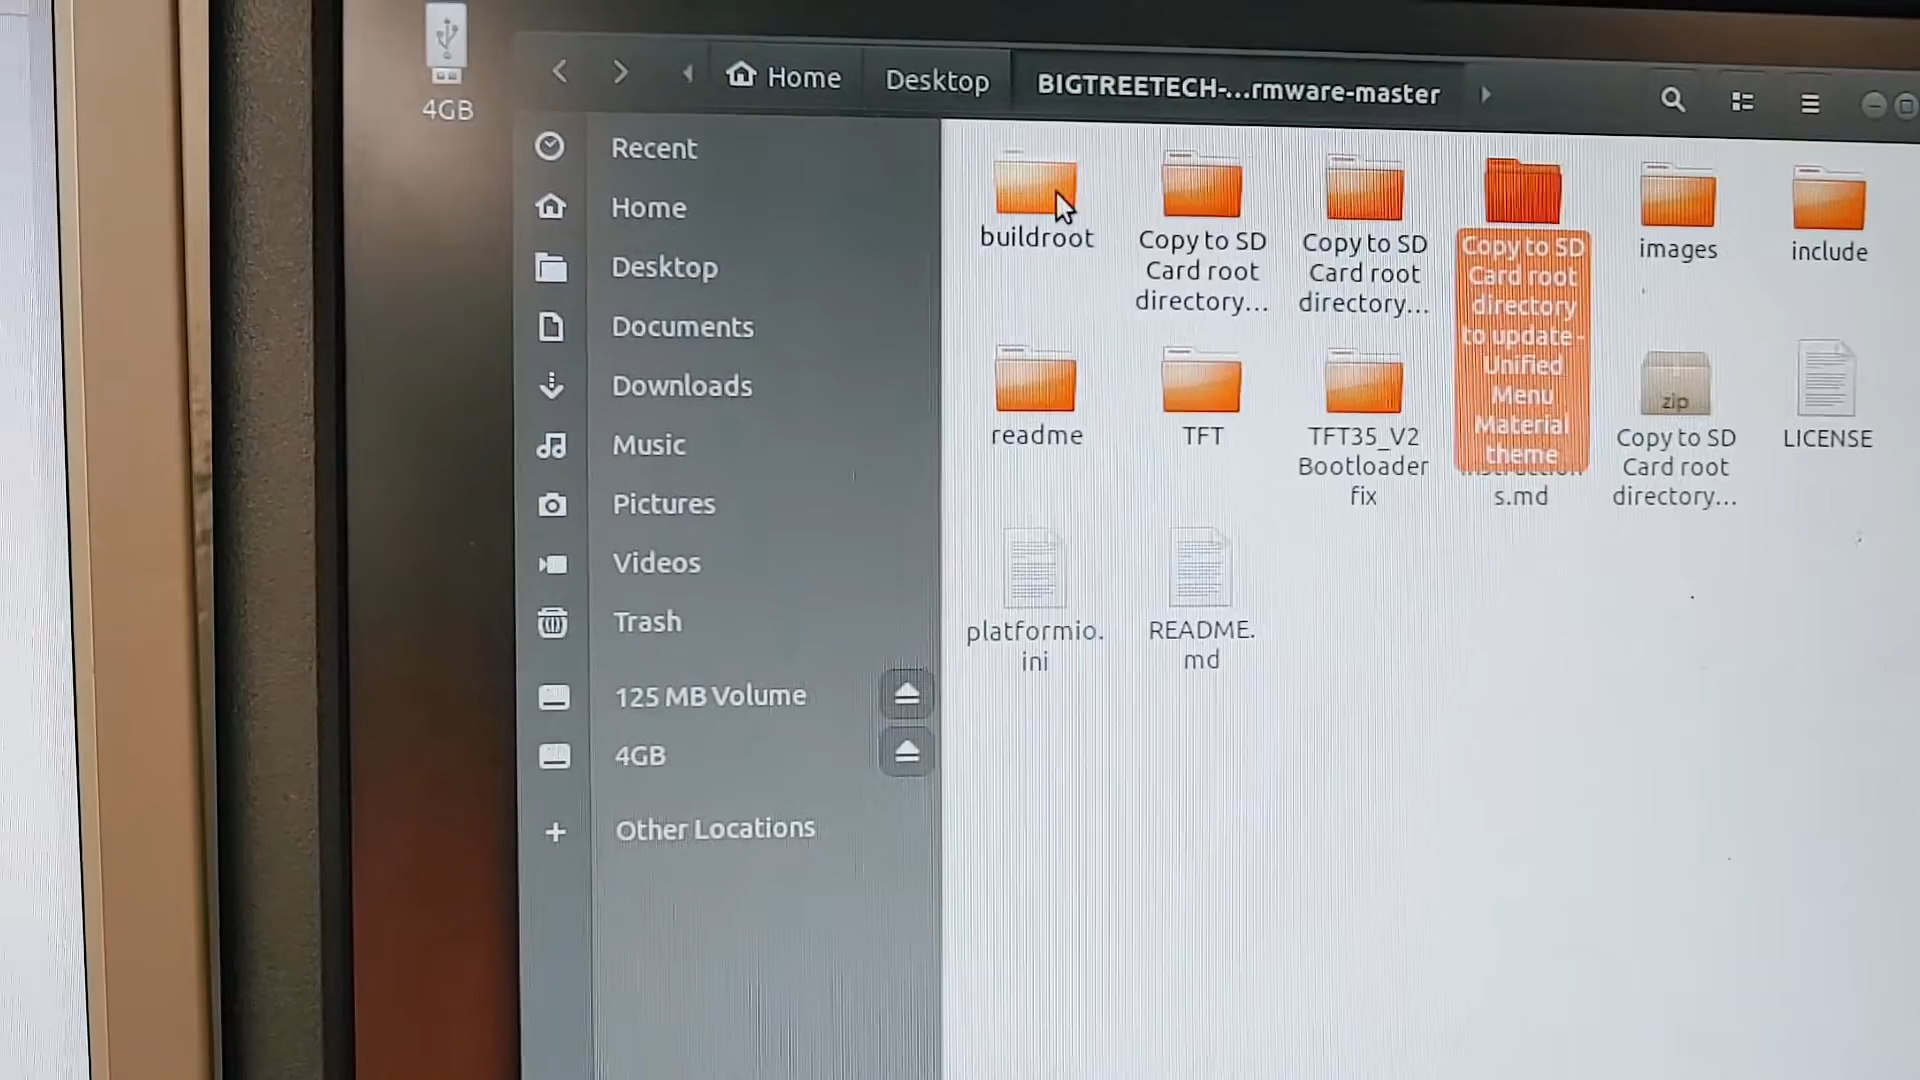 4GB
Home
Desktop
BIGTREETECH-...rmware-master
Recent
Home
Desktop
Documents
Downloads
Music
Pictures
Videos
Trash
125 MB Volume
4GB
Other Locations
buildroot
Copy to SD
Card root
directory...
Copy to SD
Card root
directory...
Copy to SD
Card root
directory
to update -
Unified
Menu
Material
theme
images
include
readme
TFT
TFT35_V2
Bootloader
fix
s.md
zip
Copy to SD
Card root
directory...
LICENSE
platformio.
ini
README.
md